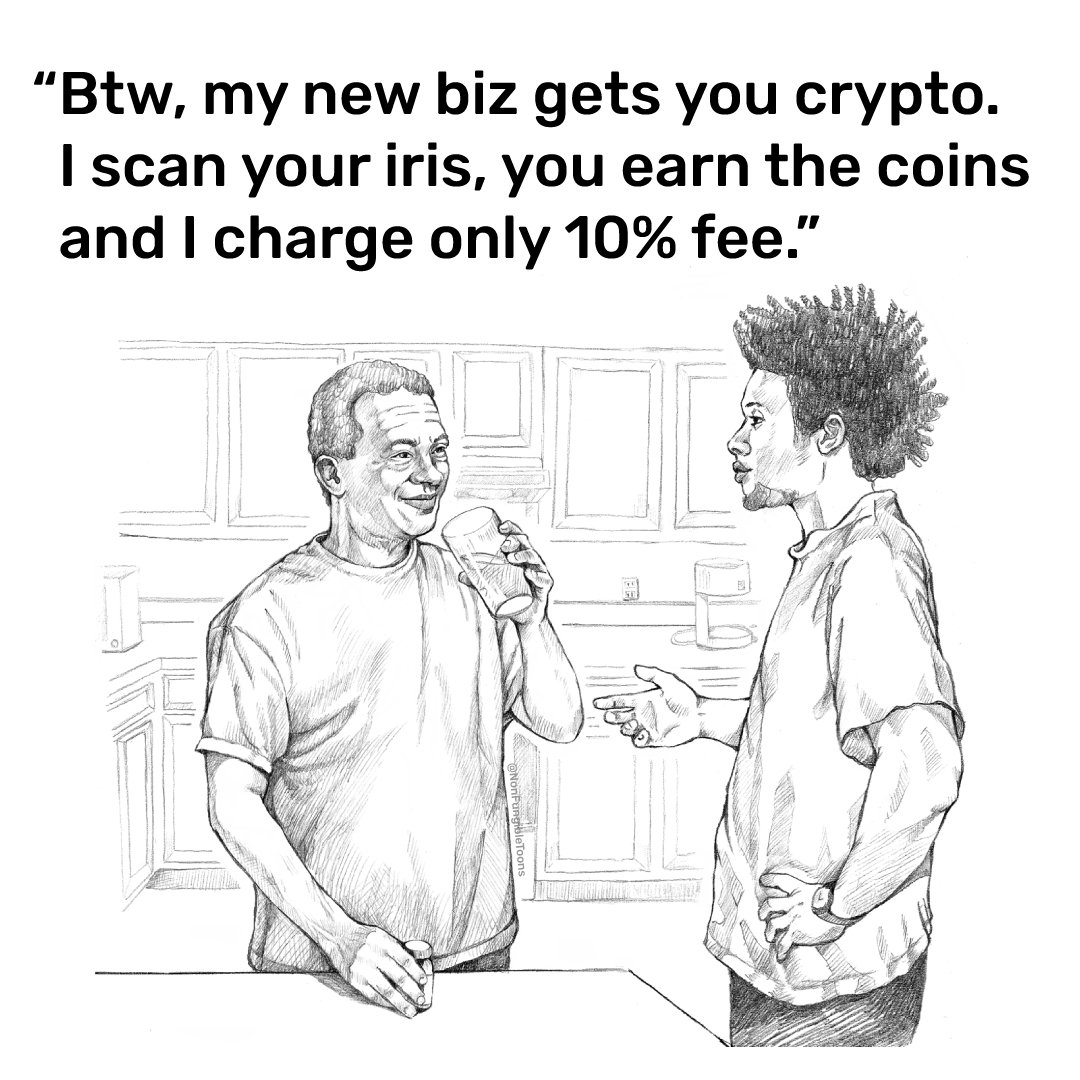 “Btw, my new biz gets you crypto.
I scan your iris, you earn the coins
and I charge only 10% fee.”
@NonFungibleToons